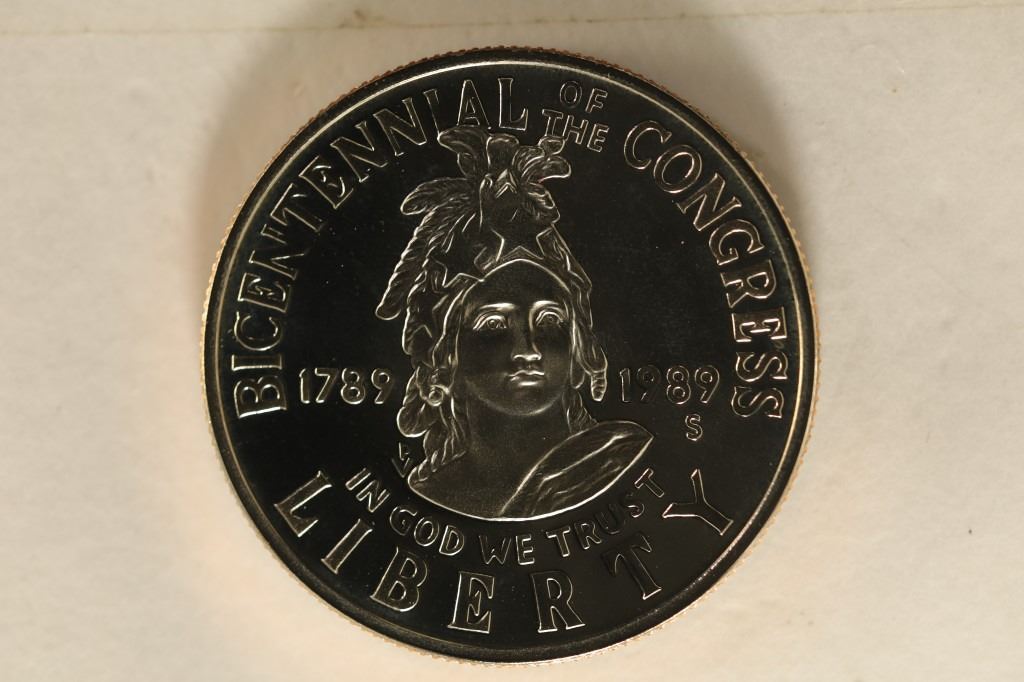 BICENTENNIAL OF THE CONGRESS
1789 1989
S
IN GOD WE TRUST
LIBERTY